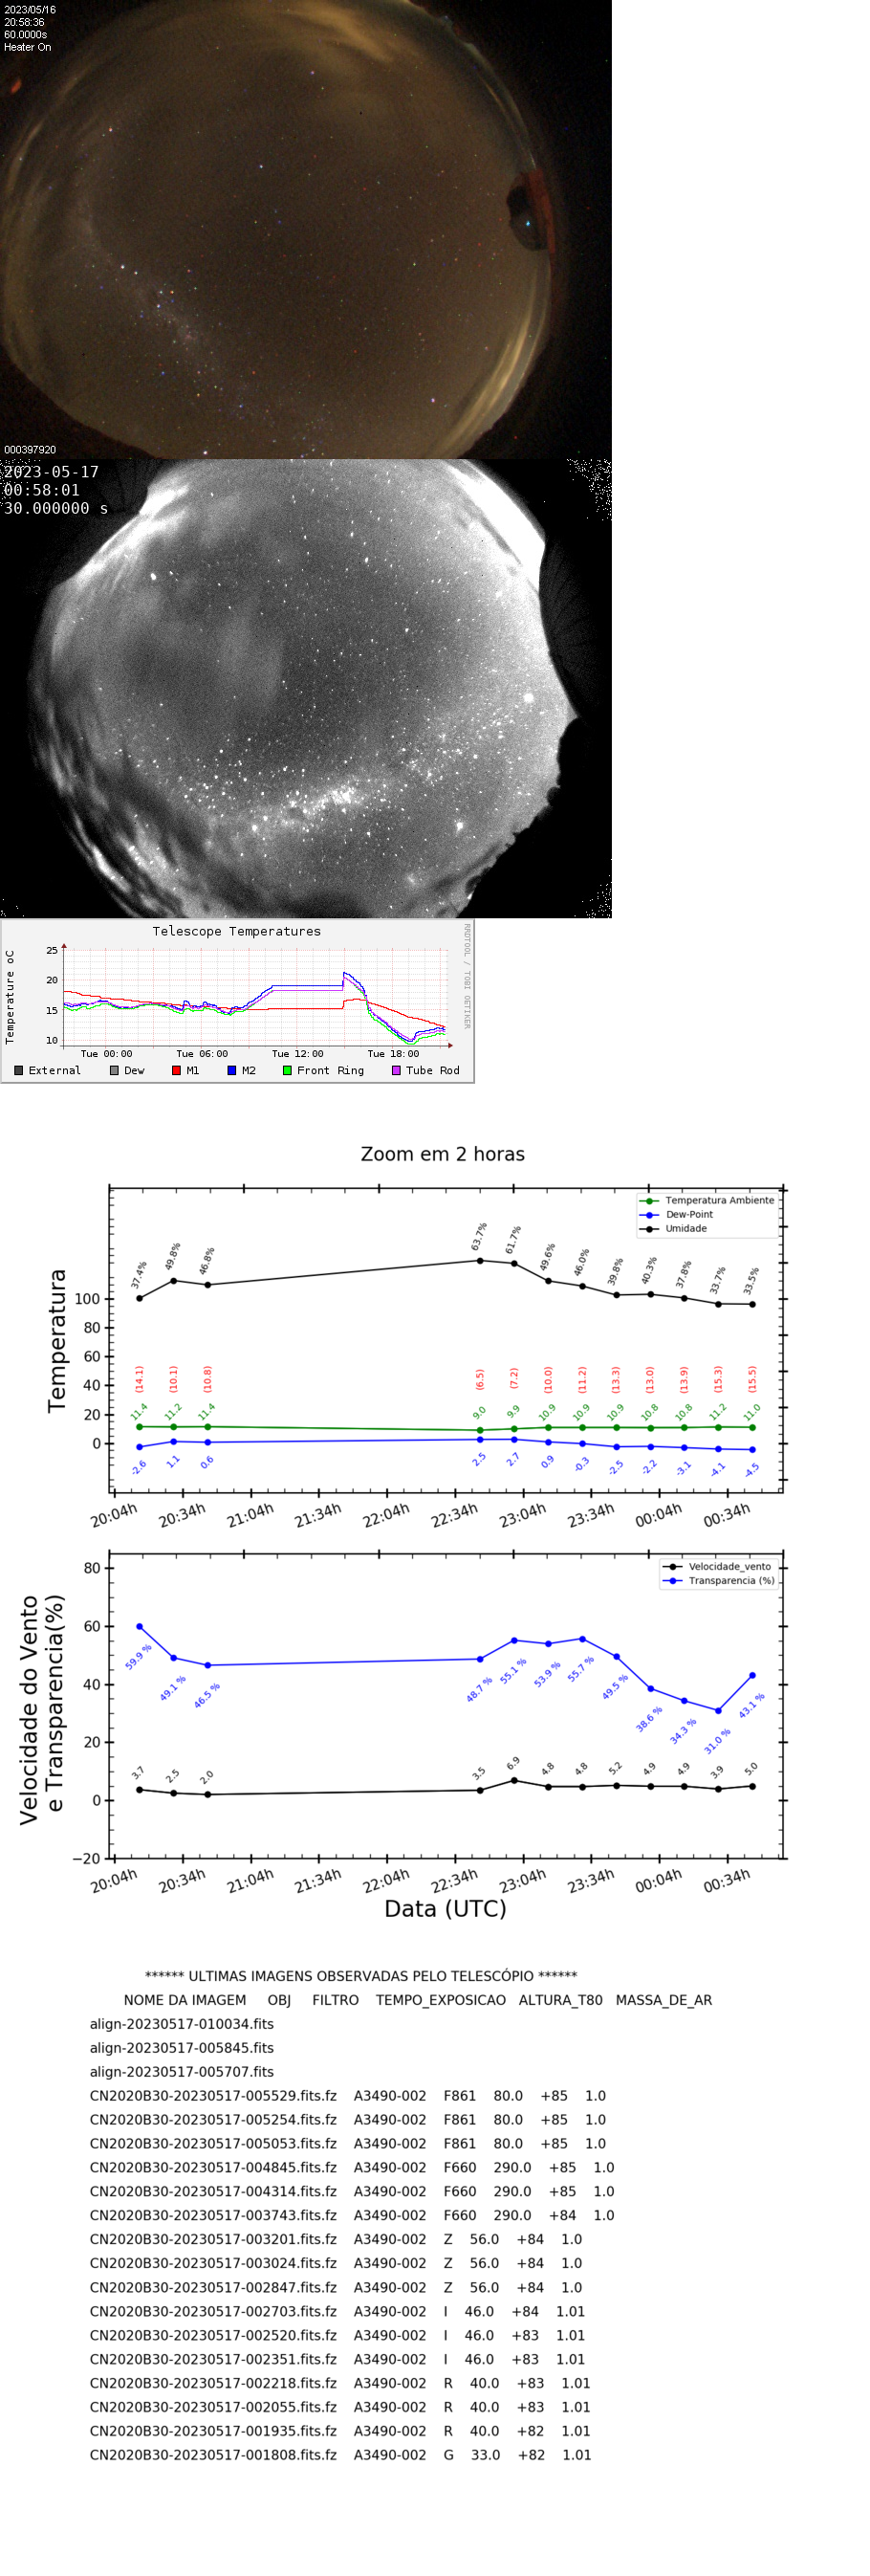 2023/05/16
20:58:36
60.0000s
Heater On
000397920
2023-05-17
00:58:01
30.000000 s
Telescope Temperatures
RRDTOOL / TOBI OETIKER
Temperature oC
25
20
15
10
Tue 00:00 Tue 06:00 Tue 12:00 Tue 18:00
External Dew M1 M2 Front Ring Tube Rod
Zoom em 2 horas
Temperatura Ambiente
Dew-Point
Umidade
Temperatura
100
80
60
40
20
0
37.4% 49.8% 46.8% 63.7% 61.7% 49.6% 46.0% 39.8% 40.3% 37.8% 33.7% 33.5%
(14.1) (10.1) (10.8) (6.5) (7.2) (10.0) (11.2) (13.3) (13.0) (13.9) (15.3) (15.5)
11.4 11.2 11.4 9.0 9.9 10.9 10.9 10.9 10.8 10.8 11.2 11.0
-2.6 1.1 0.6 2.5 2.7 0.9 -0.3 -2.5 -2.2 -3.1 -4.1 -4.5
20:04h 20:34h 21:04h 21:34h 22:04h 22:34h 23:04h 23:34h 00:04h 00:34h
Velocidade_vento
Transparencia (%)
Velocidade do Vento
e Transparencia(%)
80
60
40
20
0
−20
59.9 % 49.1 % 46.5 % 48.7 % 55.1 % 53.9 % 55.7 % 49.5 % 38.6 % 34.3 % 31.0 % 43.1 %
3.7 2.5 2.0 3.5 6.9 4.8 4.8 5.2 4.9 4.9 3.9 5.0
20:04h 20:34h 21:04h 21:34h 22:04h 22:34h 23:04h 23:34h 00:04h 00:34h
Data (UTC)
****** ULTIMAS IMAGENS OBSERVADAS PELO TELESCÓPIO ******
NOME DA IMAGEM OBJ FILTRO TEMPO_EXPOSICAO ALTURA_T80 MASSA_DE_AR
align-20230517-010034.fits
align-20230517-005845.fits
align-20230517-005707.fits
CN2020B30-20230517-005529.fits.fz A3490-002 F861 80.0 +85 1.0
CN2020B30-20230517-005254.fits.fz A3490-002 F861 80.0 +85 1.0
CN2020B30-20230517-005053.fits.fz A3490-002 F861 80.0 +85 1.0
CN2020B30-20230517-004845.fits.fz A3490-002 F660 290.0 +85 1.0
CN2020B30-20230517-004314.fits.fz A3490-002 F660 290.0 +85 1.0
CN2020B30-20230517-003743.fits.fz A3490-002 F660 290.0 +84 1.0
CN2020B30-20230517-003201.fits.fz A3490-002 Z 56.0 +84 1.0
CN2020B30-20230517-003024.fits.fz A3490-002 Z 56.0 +84 1.0
CN2020B30-20230517-002847.fits.fz A3490-002 Z 56.0 +84 1.0
CN2020B30-20230517-002703.fits.fz A3490-002 I 46.0 +84 1.01
CN2020B30-20230517-002520.fits.fz A3490-002 I 46.0 +83 1.01
CN2020B30-20230517-002351.fits.fz A3490-002 I 46.0 +83 1.01
CN2020B30-20230517-002218.fits.fz A3490-002 R 40.0 +83 1.01
CN2020B30-20230517-002055.fits.fz A3490-002 R 40.0 +83 1.01
CN2020B30-20230517-001935.fits.fz A3490-002 R 40.0 +82 1.01
CN2020B30-20230517-001808.fits.fz A3490-002 G 33.0 +82 1.01